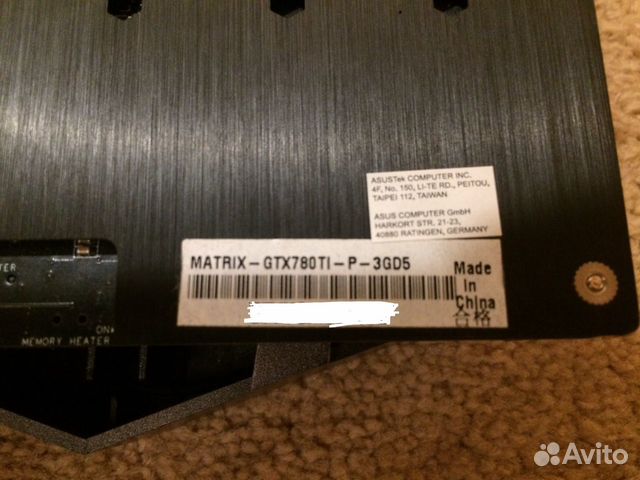 ASUSTek COMPUTER INC.
4F, No. 150, LI-TE RD., PEITOU,
TAIPEI 112, TAIWAN
ASUS COMPUTER GmbH
HARKORT STR. 21-23,
40880 RATINGEN, GERMANY
MATRIX-GTX780TI-P-3GD5
Made
In
China
合格
ON
MEMORY HEATER
Avito